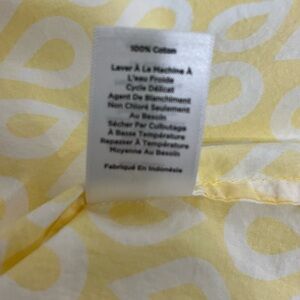 100% Coton
Laver À La Machine À
L'eau Froide
Cycle Délicat
Agent De Blanchiment
Non Chloré Seulement
Au Besoin
Sécher Par Culbutage
À Basse Température
Repasser À Température
Moyenne Au Besoin
Fabriqué En Indonésie